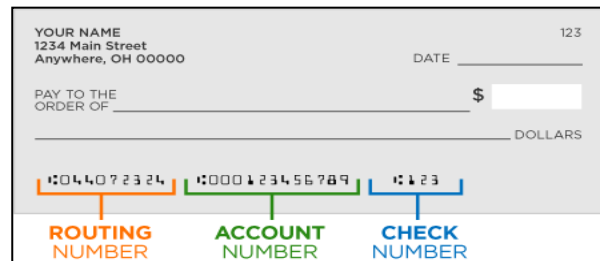 YOUR NAME
123
1234 Main Street
Anywhere, OH 00000
DATE
PAY TO THE
ORDER OF
$
DOLLARS
⑆044072324⑆ ⑆000123456789 ⑆123
ROUTING ACCOUNT CHECK
NUMBER NUMBER NUMBER